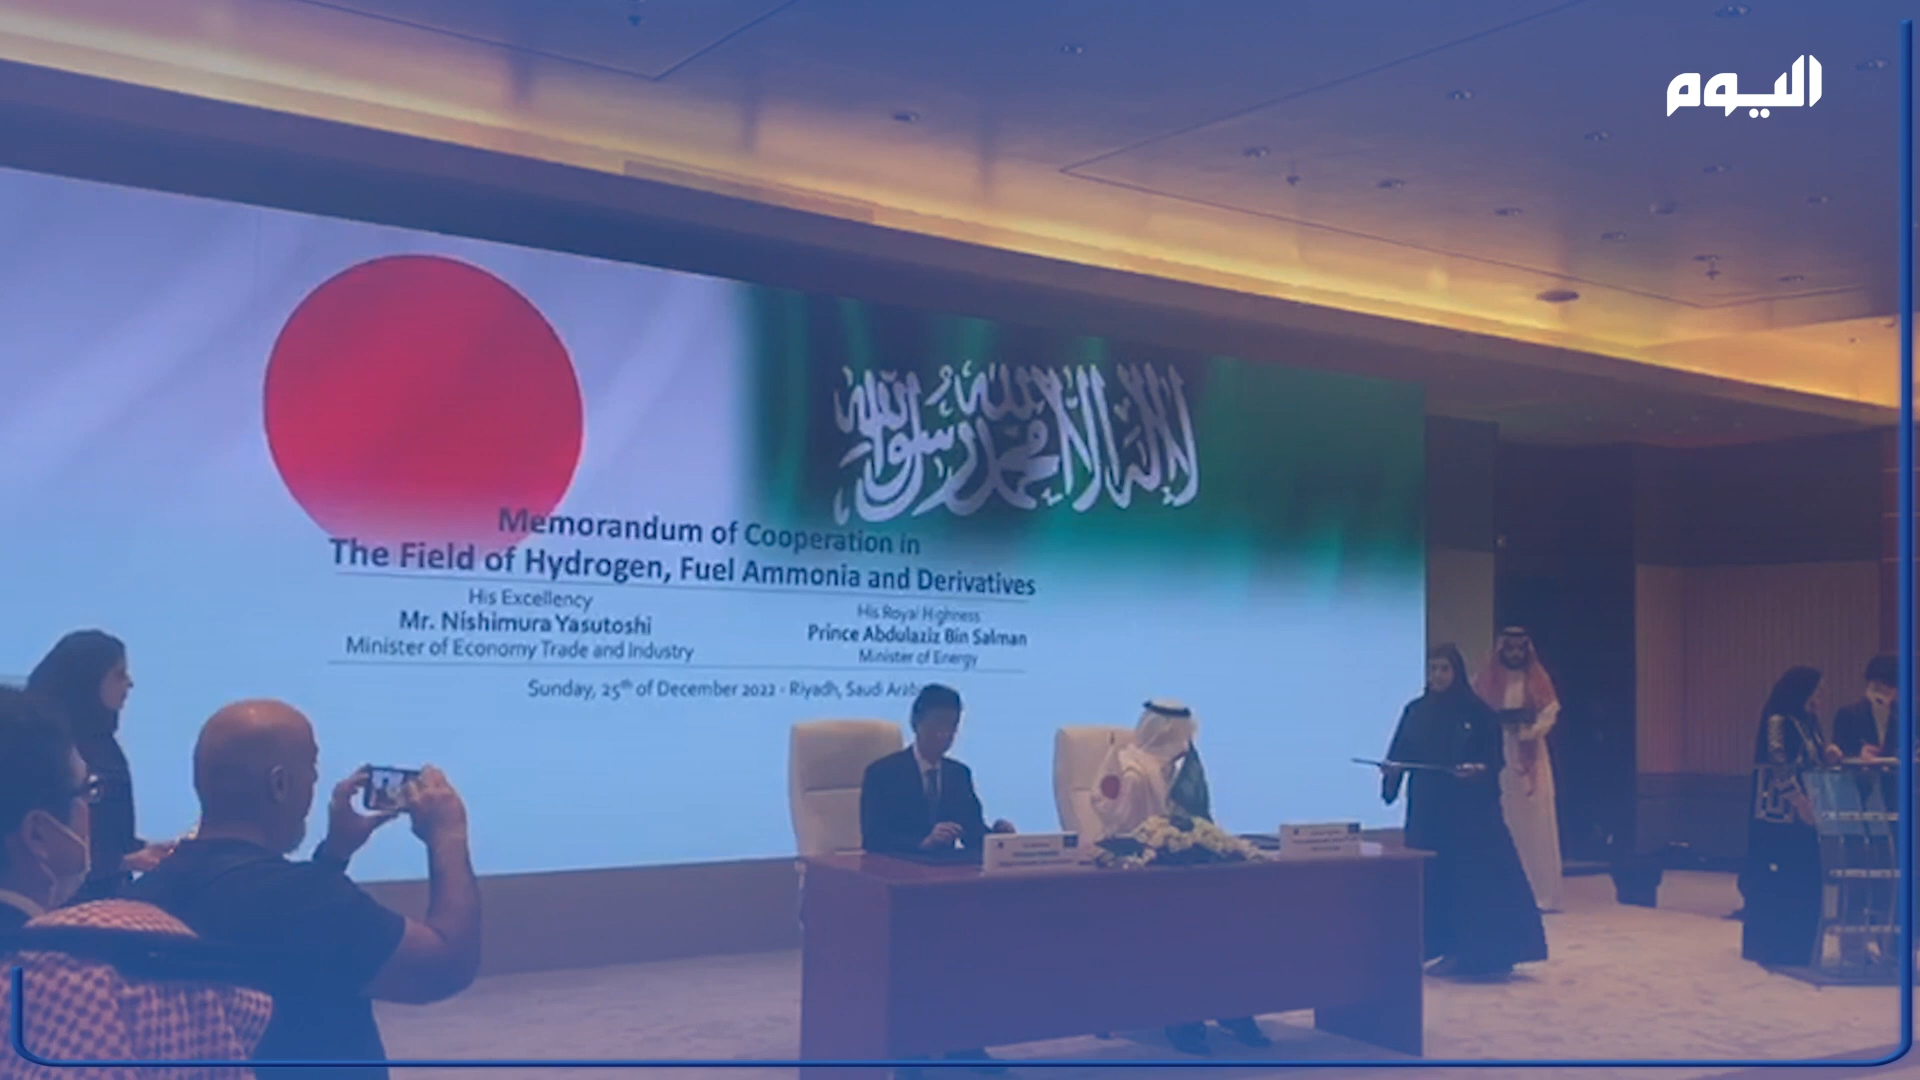 اليوم
لا إله إلا الله محمد رسول الله
Memorandum of Cooperation in
The Field of Hydrogen, Fuel Ammonia and Derivatives
His Excellency
Mr. Nishimura Yasutoshi
Minister of Economy Trade and Industry
His Royal Highness
Prince Abdulaziz Bin Salman
Minister of Energy
Sunday, 25th of December 2022 - Riyadh, Saudi Arab